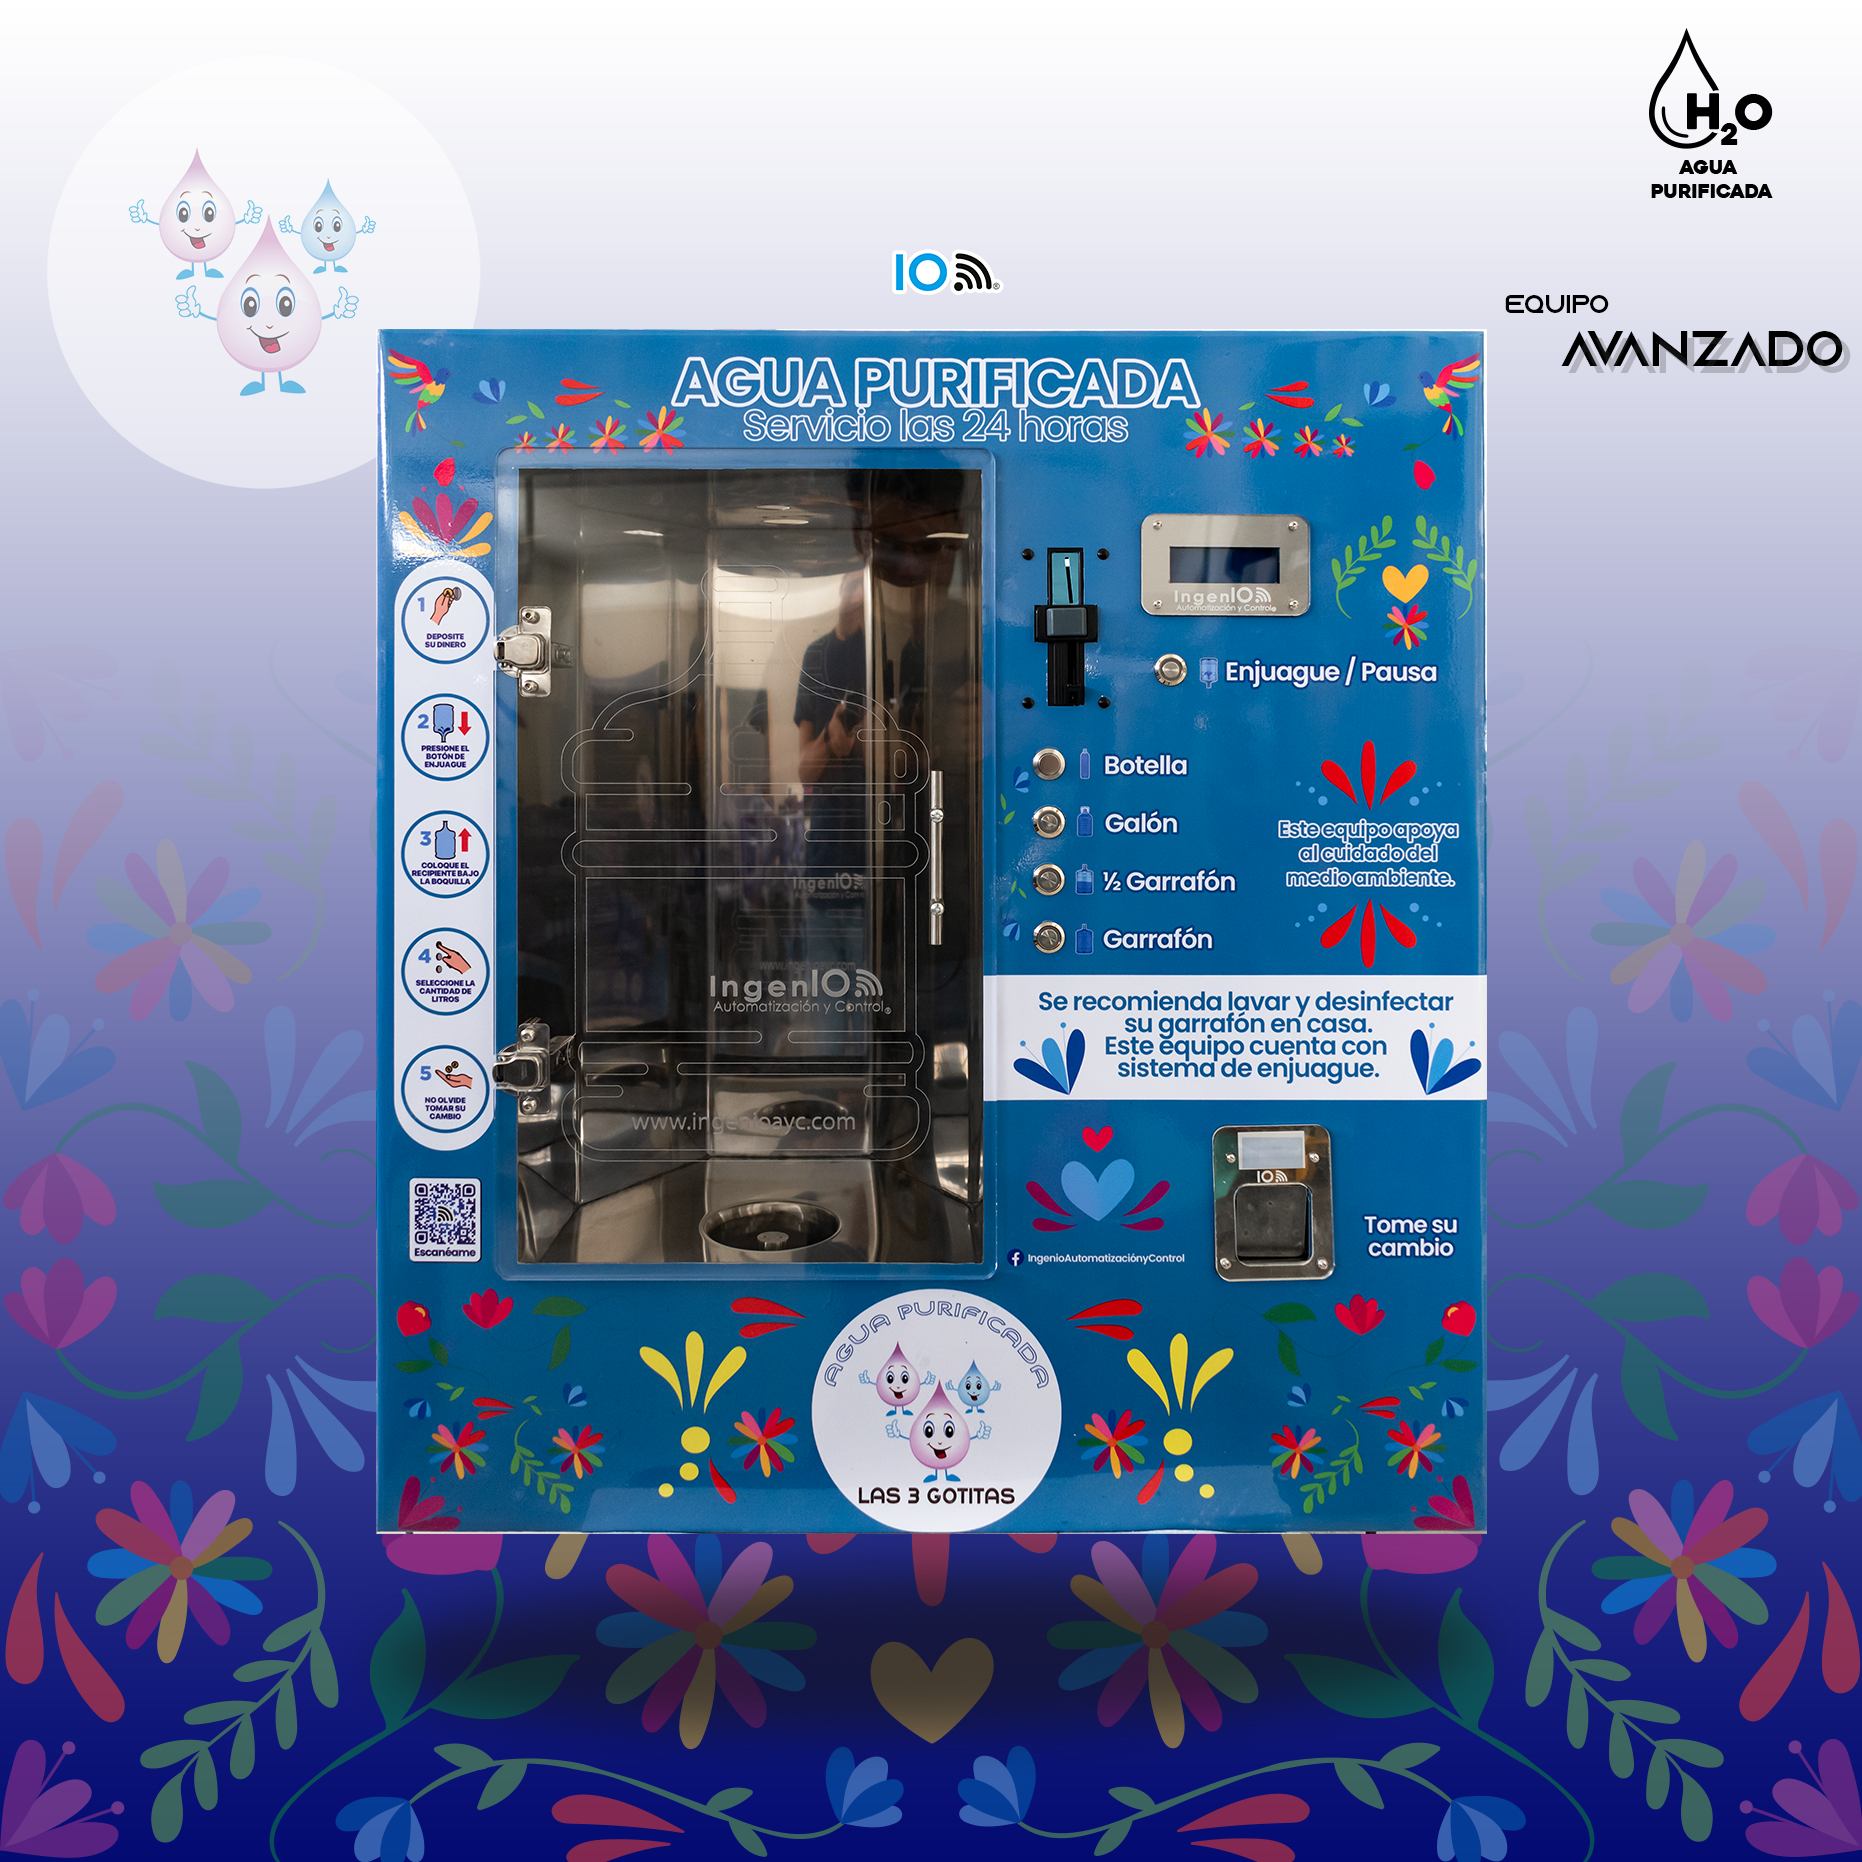 H2O
AGUA
PURIFICADA
IO®
EQUIPO
AVANZADO
AGUA PURIFICADA
Servicio las 24 horas
1
DEPOSITE
SU DINERO
2
PRESIONE EL
BOTÓN DE
ENJUAGUE
3
COLOQUE EL
RECIPIENTE BAJO
LA BOQUILLA
4
SELECCIONE LA
CANTIDAD DE
LITROS
5
NO OLVIDE
TOMAR SU
CAMBIO
Escanéame
IngenIO
Automatización y Control®
www.ingenioayc.com
IngenIO
Automatización y Control®
Enjuague / Pausa
Botella
Galón
½ Garrafón
Garrafón
Este equipo apoya
al cuidado del
medio ambiente.
Se recomienda lavar y desinfectar
su garrafón en casa.
Este equipo cuenta con
sistema de enjuague.
IO
Tome su
cambio
IngenioAutomatizaciónyControl
AGUA PURIFICADA
LAS 3 GOTITAS